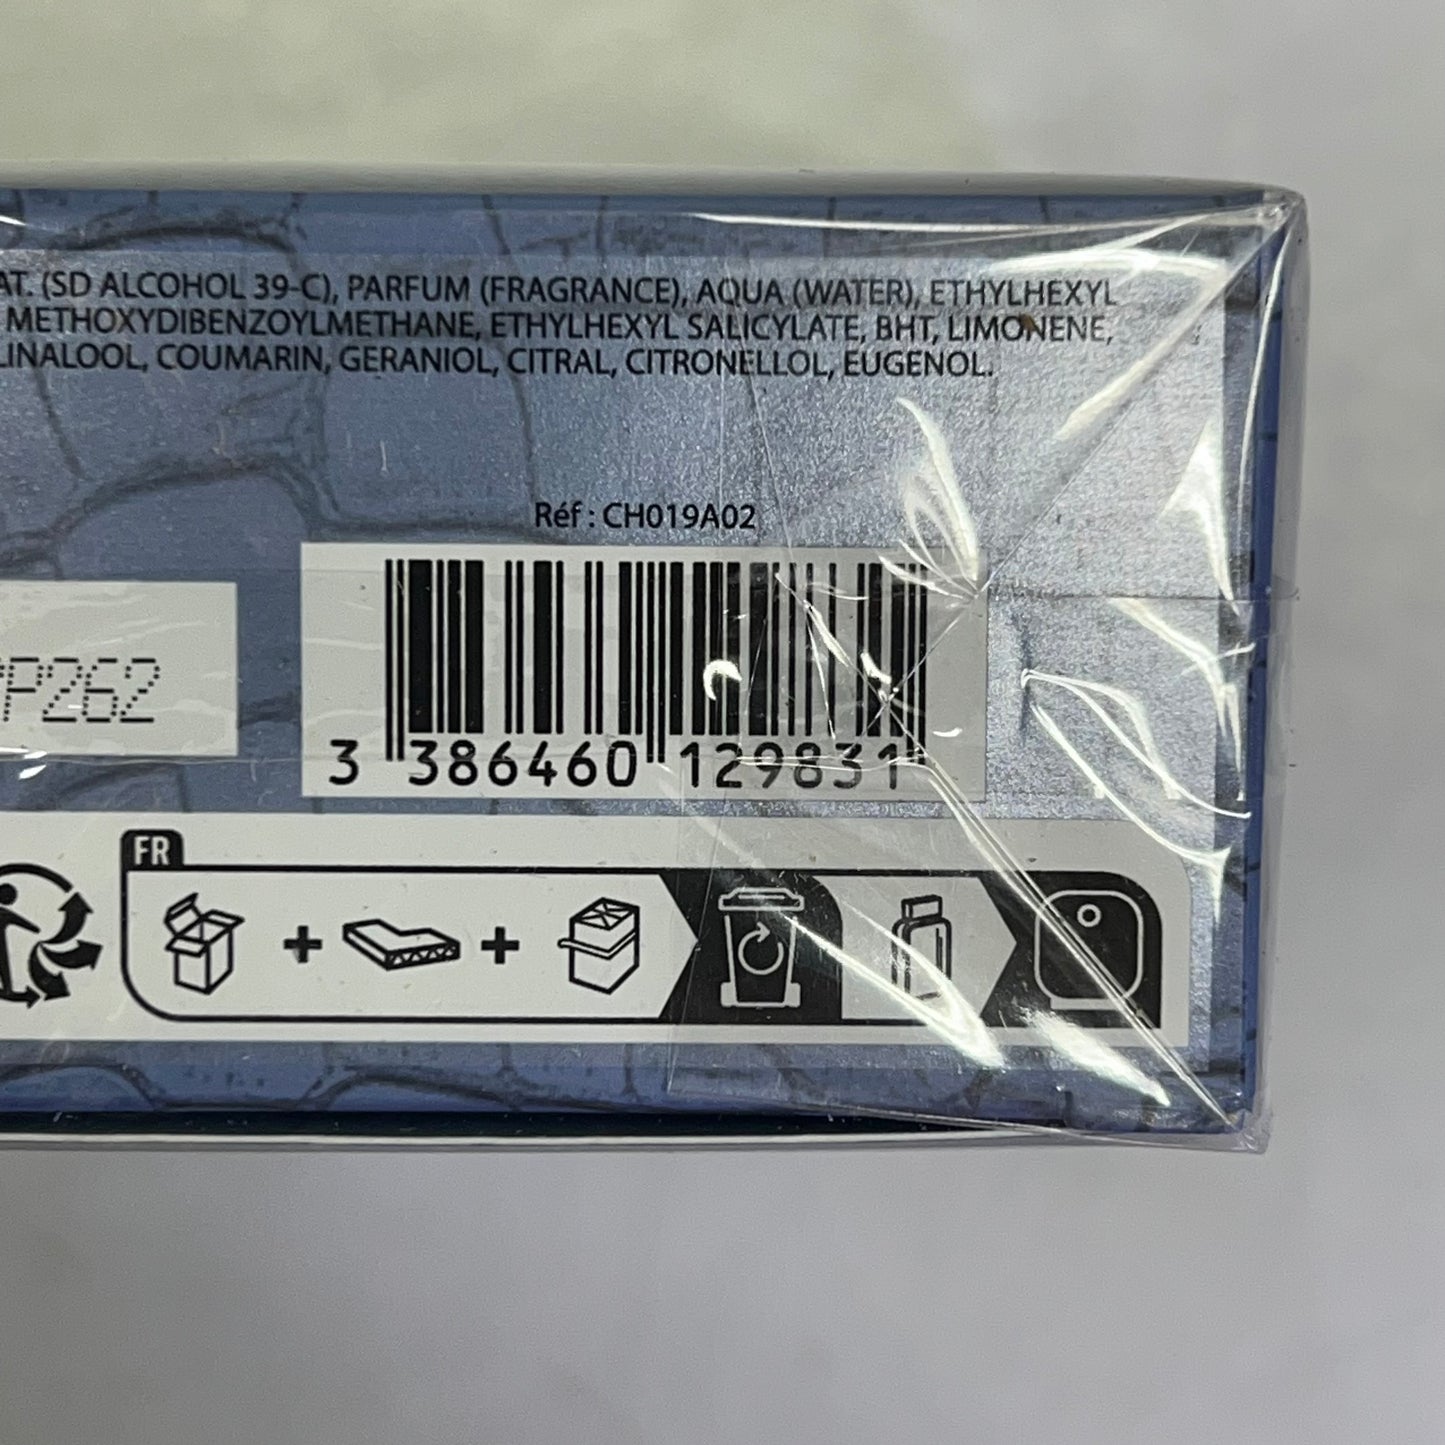 AT. (SD ALCOHOL 39-C), PARFUM (FRAGRANCE), AQUA (WATER), ETHYLHEXYL
METHOXYDIBENZOYLMETHANE, ETHYLHEXYL SALICYLATE, BHT, LIMONENE,
LINALOOL, COUMARIN, GERANIOL, CITRAL, CITRONELLOL, EUGENOL.
Réf : CH019A02
P262
3 386460 129831
FR